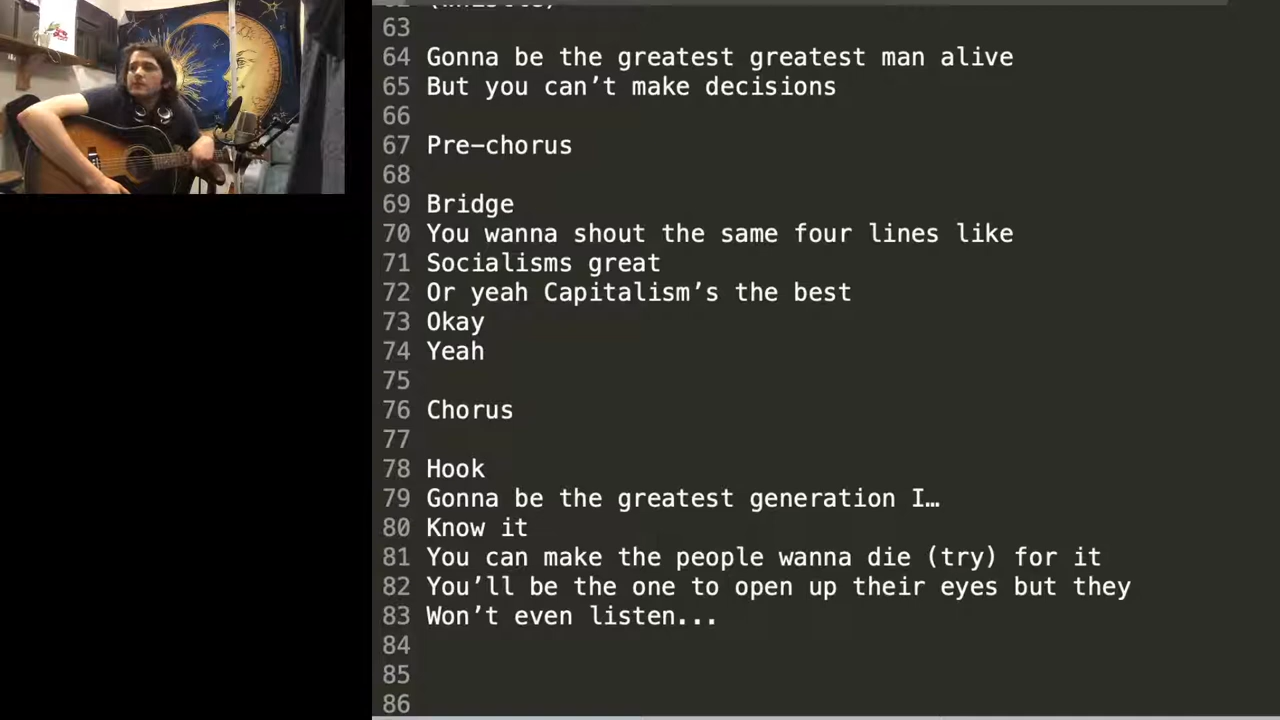 63
64 Gonna be the greatest greatest man alive
65 But you can’t make decisions
66
67 Pre-chorus
68
69 Bridge
70 You wanna shout the same four lines like
71 Socialisms great
72 Or yeah Capitalism’s the best
73 Okay
74 Yeah
75
76 Chorus
77
78 Hook
79 Gonna be the greatest generation I…
80 Know it
81 You can make the people wanna die (try) for it
82 You’ll be the one to open up their eyes but they
83 Won’t even listen...
84
85
86